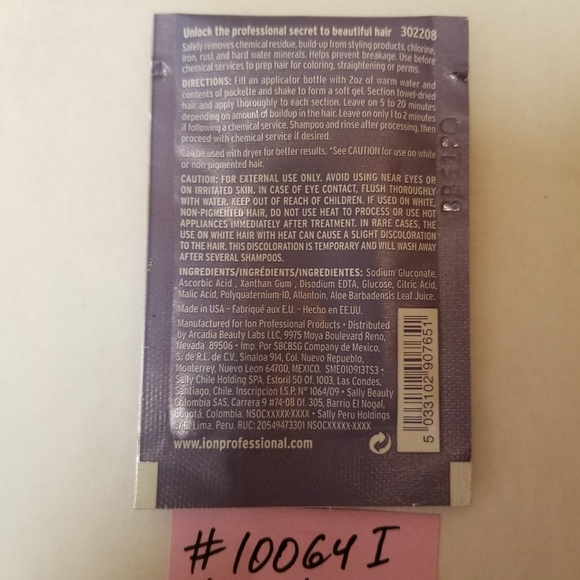 Unlock the professional secret to beautiful hair 302208
Safely removes chemical residue, build-up from styling products, chlorine,
iron, rust and hard water minerals. Helps prevent breakage. Use before
chemical services to prep hair for coloring, straightening or perms.
DIRECTIONS: Fill an applicator bottle with 2oz of warm water and
contents of packette and shake to form a soft gel. Section towel-dried
hair and apply thoroughly to each section. Leave on 5 to 20 minutes
depending on amount of buildup in the hair. Leave on only 1 to 2 minutes
if following a chemical service. Shampoo and rinse after processing, then
proceed with chemical service if desired.
Can be used with dryer for better results. *See CAUTION for use on white
or non-pigmented hair.
CAUTION: FOR EXTERNAL USE ONLY. AVOID USING NEAR EYES OR
ON IRRITATED SKIN. IN CASE OF EYE CONTACT, FLUSH THOROUGHLY
WITH WATER. KEEP OUT OF REACH OF CHILDREN. IF USED ON WHITE,
NON-PIGMENTED HAIR, DO NOT USE HEAT TO PROCESS OR USE HOT
APPLIANCES IMMEDIATELY AFTER TREATMENT. IN RARE CASES, THE
USE ON WHITE HAIR WITH HEAT CAN CAUSE A SLIGHT DISCOLORATION
TO THE HAIR. THIS DISCOLORATION IS TEMPORARY AND WILL WASH AWAY
AFTER SEVERAL SHAMPOOS.
INGREDIENTS/INGRÉDIENTS/INGREDIENTES: Sodium Gluconate,
Ascorbic Acid , Xanthan Gum , Disodium EDTA, Glucose, Citric Acid,
Malic Acid, Polyquaternium-10, Allantoin, Aloe Barbadensis Leaf Juice.
Made in USA – Fabriqué aux E.U. – Hecho en EE.UU.
Manufactured for Ion Professional Products • Distributed
by Arcadia Beauty Labs LLC, 9975 Moya Boulevard Reno,
Nevada 89506 • Imp. Por SBCBSG Company de Mexico,
S. de R.L. de C.V., Sinaloa 914, Col. Nuevo Repueblo,
Monterrey, Nuevo Leon 64700, MEXICO. SME010913TS3 •
Sally Chile Holding SPA, Estoril 50 Of. 1003, Las Condes,
Santiago, Chile. Inscripcion I.S.P. N° 1064/09 • Sally Beauty
Colombia SAS, Carrera 9 #74-08 Of. 305, Barrio El Nogal,
Bogotá, Colombia. NSOCXXXXX-XXXX • Sally Peru Holdings
Lima, Peru. RUC: 20549473301 NSOCXXXXX-XXXX
www.ionprofessional.com
5 033102 907651
#10064 I